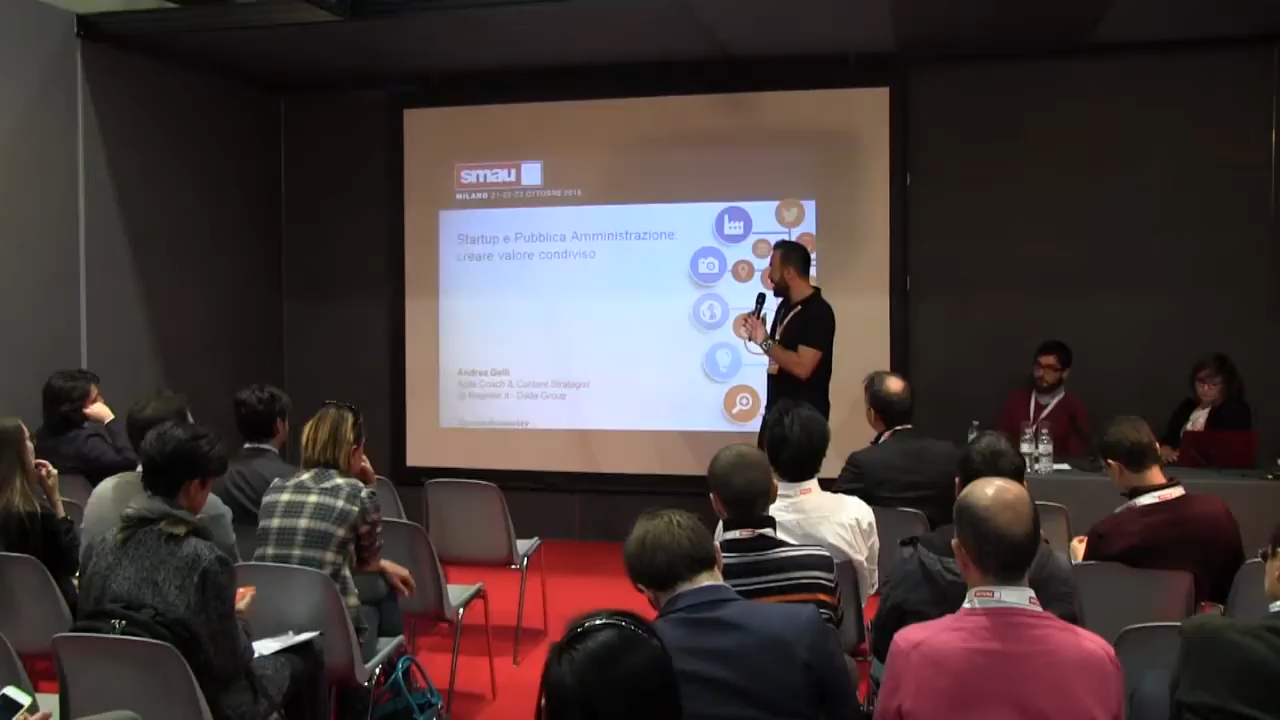 smau
MILANO 21-22-23 OTTOBRE 2015
Startup e Pubblica Amministrazione:
creare valore condiviso
Andrea Gelli
Agile Coach & Content Strategist
@ Register.it - Dada Group